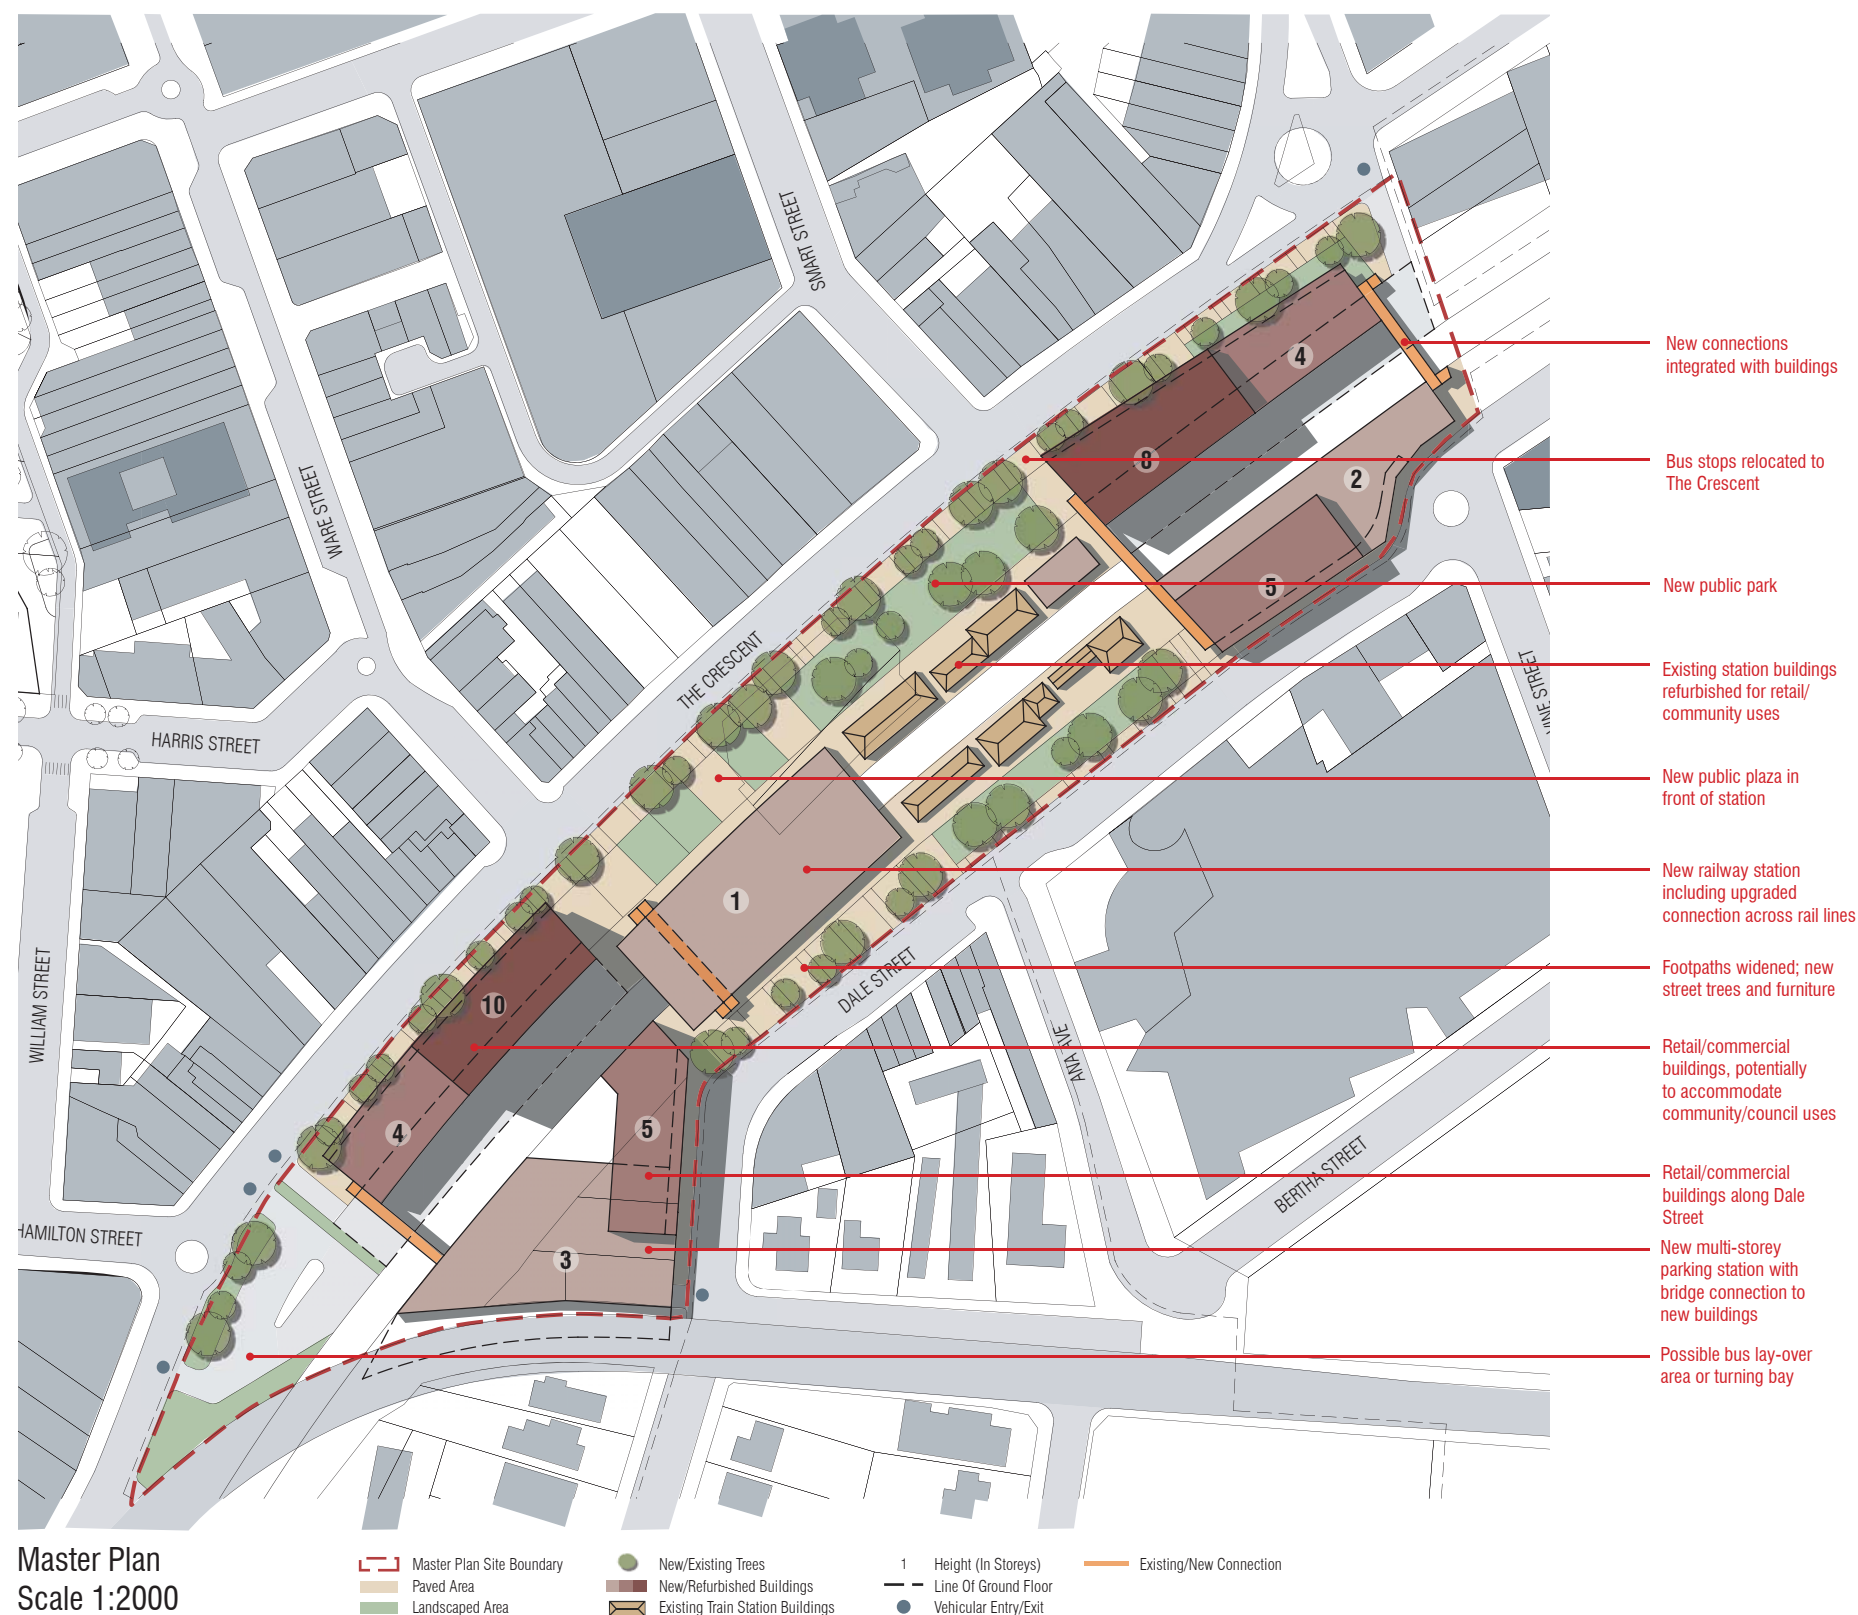 SMART STREET
WARE STREET
THE CRESCENT
HARRIS STREET
WILLIAM STREET
HAMILTON STREET
DALE STREET
ANA AVE
BERTHA STREET
STREET
4
8
2
5
1
10
4
5
3
New connections
integrated with buildings
Bus stops relocated to
The Crescent
New public park
Existing station buildings
refurbished for retail/
community uses
New public plaza in
front of station
New railway station
including upgraded
connection across rail lines
Footpaths widened; new
street trees and furniture
Retail/commercial
buildings, potentially
to accommodate
community/council uses
Retail/commercial
buildings along Dale
Street
New multi-storey
parking station with
bridge connection to
new buildings
Possible bus lay-over
area or turning bay
Master Plan
Scale 1:2000
Master Plan Site Boundary
Paved Area
Landscaped Area
New/Existing Trees
New/Refurbished Buildings
Existing Train Station Buildings
1 Height (In Storeys)
Line Of Ground Floor
Vehicular Entry/Exit
Existing/New Connection